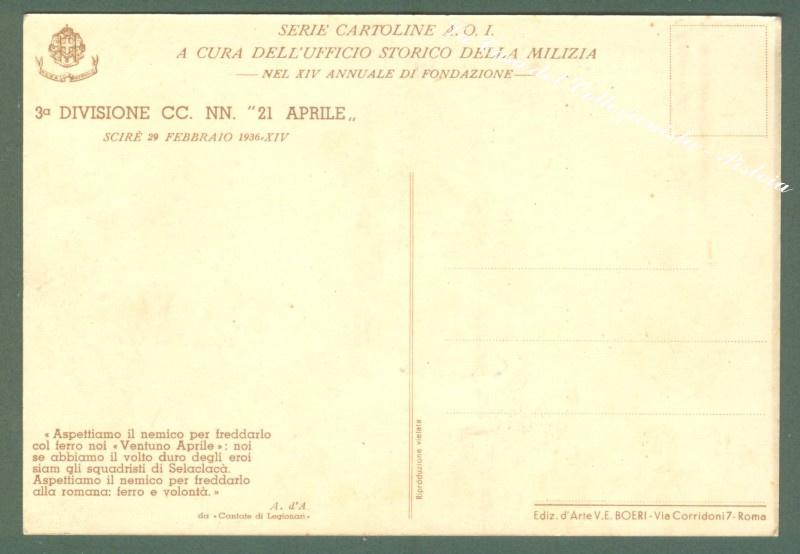 SERIE CARTOLINE A. O. I.
A CURA DELL'UFFICIO STORICO DELLA MILIZIA
NEL XIV ANNUALE DI FONDAZIONE
3ª DIVISIONE CC. NN. "21 APRILE„
SCIRÈ 29 FEBBRAIO 1936-XIV
« Aspettiamo il nemico per freddarlo
col ferro noi « Ventuno Aprile »: noi
se abbiamo il volto duro degli eroi
siam gli squadristi di Selaclacà.
Aspettiamo il nemico per freddarlo
alla romana: ferro e volontà. »
A. d'A.
da «Cantate di Legionari»
Riproduzione vietata
Ediz. d'Arte V. E. BOERI - Via Corridoni 7 - Roma
del Collezionista - Pistoia